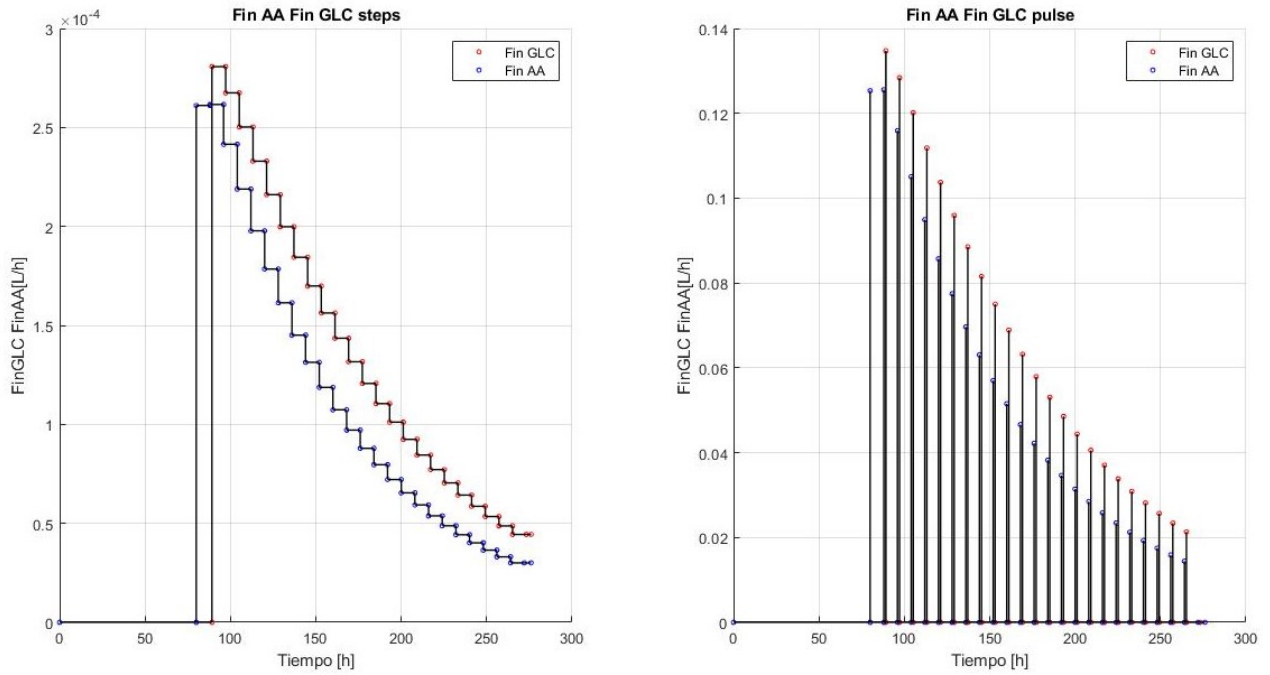 Fin AA Fin GLC steps
×10-4
Fin GLC
Fin AA
3
2.5
2
1.5
1
0.5
0
FinGLC FinAA[L/h]
0 50 100 150 200 250 300
Tiempo [h]
Fin AA Fin GLC pulse
Fin GLC
Fin AA
0.14
0.12
0.1
0.08
0.06
0.04
0.02
0
FinGLC FinAA[L/h]
0 50 100 150 200 250 300
Tiempo [h]